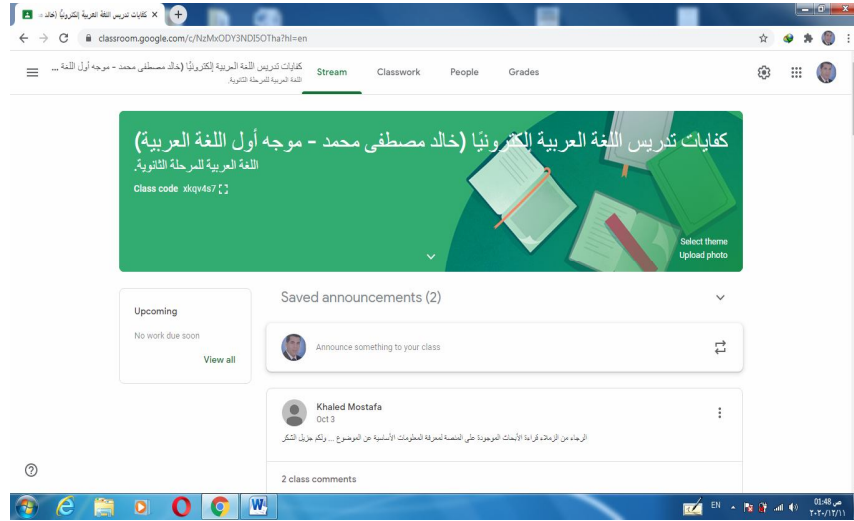 كفايات تدريس اللغة العربية إلكترونيًا (خالد
classroom.google.com/c/NzMxODY3NDI5OTha?hl=en
كفايات تدريس اللغة العربية إلكترونيًا (خالد مصطفى محمد - موجه أول اللغة ...
اللغة العربية للمرحلة الثانوية.
Stream Classwork People Grades
كفايات تدريس اللغة العربية إلكترونيًا (خالد مصطفى محمد - موجه أول اللغة العربية)
اللغة العربية للمرحلة الثانوية.
Class code xkqv4s7
Select theme
Upload photo
Upcoming
No work due soon
View all
Saved announcements (2)
Announce something to your class
Khaled Mostafa
Oct 3
الرجاء من الزملاء قراءة الأبحاث الموجودة على المنصة لمعرفة المعلومات الأساسية عن الموضوع ... ولكم جزيل الشكر
2 class comments
EN
01:48 ص
٢٠٢٠/١٢/١١